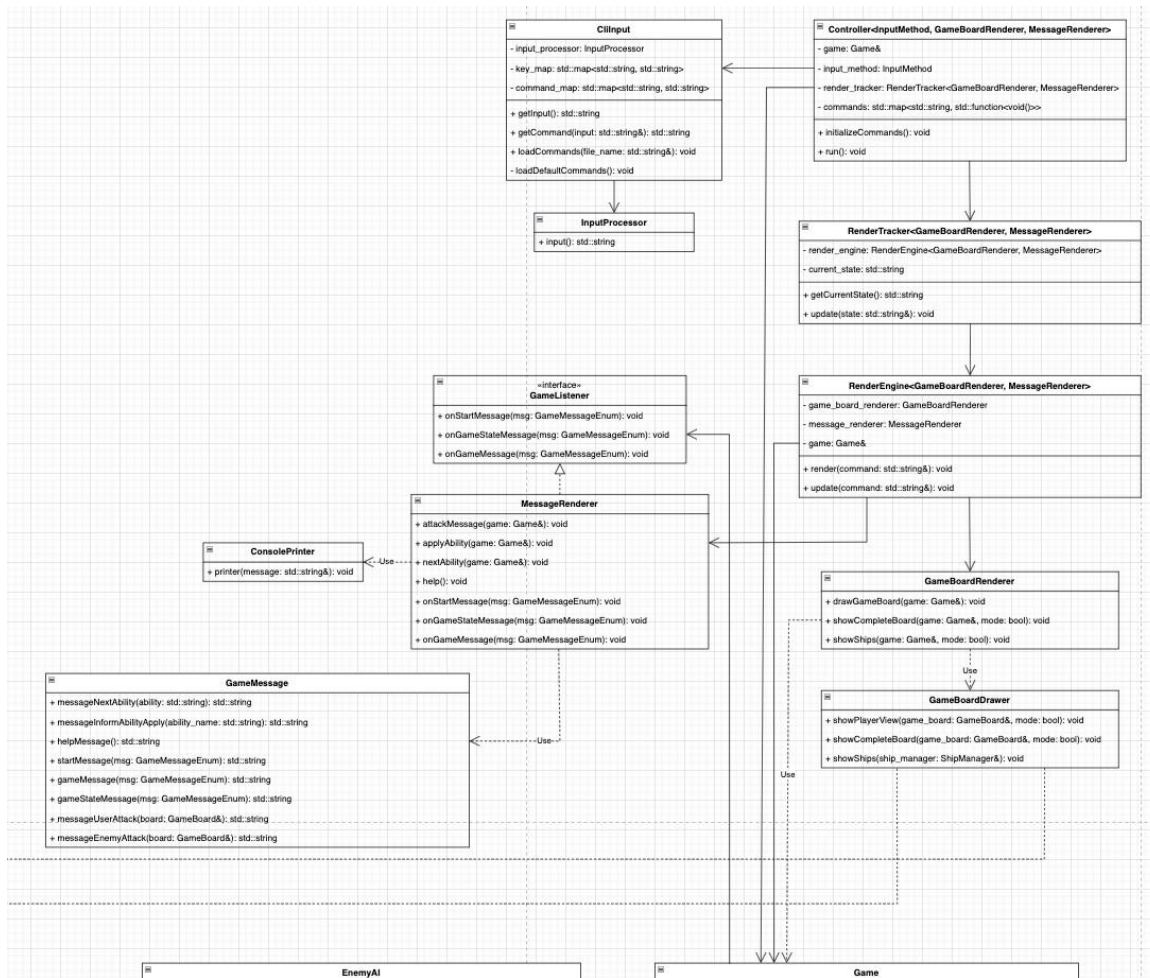 CliInput
- input_processor: InputProcessor
- key_map: std::map<std::string, std::string>
- command_map: std::map<std::string, std::string>
+ getInput(): std::string
+ getCommand(input: std::string&): std::string
+ loadCommands(file_name: std::string&): void
- loadDefaultCommands(): void
Controller<InputMethod, GameBoardRenderer, MessageRenderer>
- game: Game&
- input_method: InputMethod
- render_tracker: RenderTracker<GameBoardRenderer, MessageRenderer>
- commands: std::map<std::string, std::function<void()>>
+ initializeCommands(): void
+ run(): void
InputProcessor
+ input(): std::string
RenderTracker<GameBoardRenderer, MessageRenderer>
- render_engine: RenderEngine<GameBoardRenderer, MessageRenderer>
- current_state: std::string
+ getCurrentState(): std::string
+ update(state: std::string&): void
«interface»
GameListener
+ onStartMessage(msg: GameMessageEnum): void
+ onGameStateMessage(msg: GameMessageEnum): void
+ onGameMessage(msg: GameMessageEnum): void
RenderEngine<GameBoardRenderer, MessageRenderer>
- game_board_renderer: GameBoardRenderer
- message_renderer: MessageRenderer
- game: Game&
+ render(command: std::string&): void
+ update(command: std::string&): void
MessageRenderer
+ attackMessage(game: Game&): void
+ applyAbility(game: Game&): void
+ nextAbility(game: Game&): void
+ help(): void
+ onStartMessage(msg: GameMessageEnum): void
+ onGameStateMessage(msg: GameMessageEnum): void
+ onGameMessage(msg: GameMessageEnum): void
ConsolePrinter
+ printer(message: std::string&): void
Use
GameBoardRenderer
+ drawGameBoard(game: Game&): void
+ showCompleteBoard(game: Game&, mode: bool): void
+ showShips(game: Game&, mode: bool): void
Use
GameMessage
+ messageNextAbility(ability: std::string): std::string
+ messageInformAbilityApply(ability_name: std::string): std::string
+ helpMessage(): std::string
+ startMessage(msg: GameMessageEnum): std::string
+ gameMessage(msg: GameMessageEnum): std::string
+ gameStateMessage(msg: GameMessageEnum): std::string
+ messageUserAttack(board: GameBoard&): std::string
+ messageEnemyAttack(board: GameBoard&): std::string
Use
GameBoardDrawer
+ showPlayerView(game_board: GameBoard&, mode: bool): void
+ showCompleteBoard(game_board: GameBoard&, mode: bool): void
+ showShips(ship_manager: ShipManager&): void
Use
EnemyAI
Game